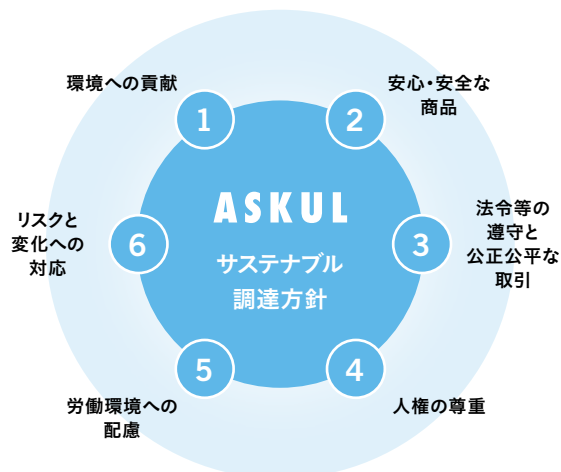 環境への貢献
1
2
安心・安全な
商品
ASKUL
サステナブル
調達方針
3
法令等の
遵守と
公正公平な
取引
4
人権の尊重
5
労働環境への
配慮
6
リスクと
変化への
対応